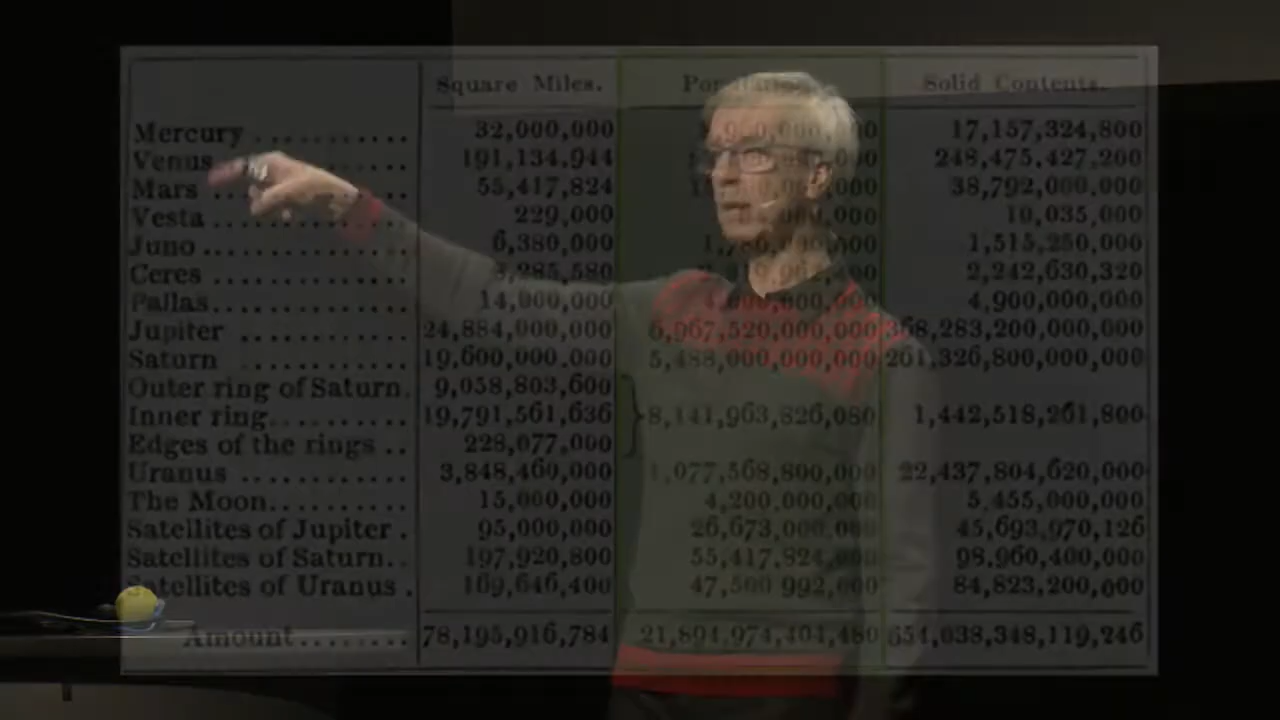 Square Miles. Solid Contents.
Mercury 32,000,000 17,157,324,800
Venus 191,134,944 248,475,427,200
Mars 55,417,824 38,792,000,000
Vesta 229,000 10,035,000
Juno 6,380,000 1,515,250,000
Ceres 2,242,630,320
Pallas 14,000,000 4,000,000,000 4,900,000,000
Jupiter 24,884,000,000 6,967,520,000,000 368,283,200,000,000
Saturn 19,600,000,000 5,488,000,000,000 261,326,800,000,000
Outer ring of Saturn. 9,058,803,600
Inner ring 19,791,561,636 8,141,963,826,080 1,442,518,261,800
Edges of the rings .. 228,077,000
Uranus 3,848,460,000 1,077,568,800,000 22,437,804,620,000
The Moon 15,000,000 4,200,000,000 5,455,000,000
Satellites of Jupiter . 95,000,000 26,673,000,000 45,693,970,126
Satellites of Saturn.. 197,920,800 55,417,824,000 98,960,400,000
Satellites of Uranus . 169,646,400 47,500,992,000 84,823,200,000
Amount 78,195,916,784 21,894,974,404,480 654,038,348,119,246